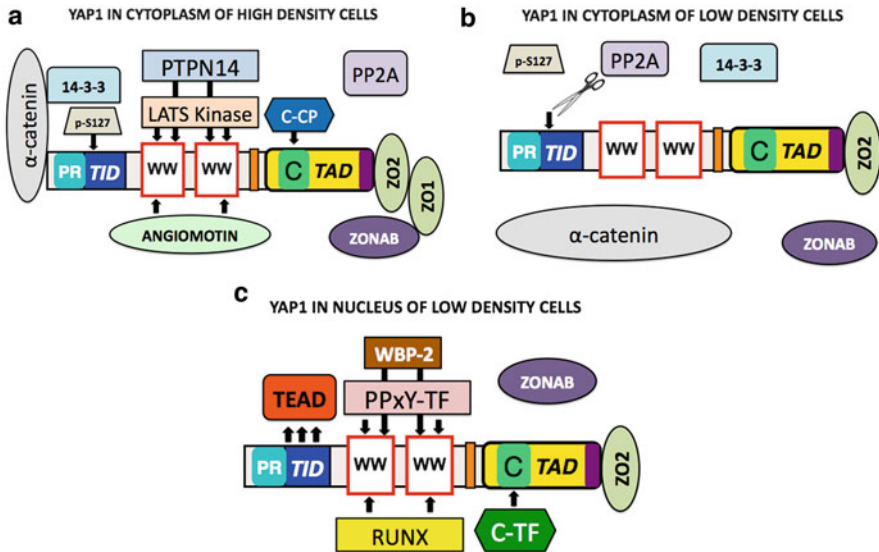 a
YAP1 IN CYTOPLASM OF HIGH DENSITY CELLS
α-catenin
14-3-3
p-S127
PTPN14
LATS Kinase
C-CP
PP2A
PR
TID
WW
WW
C
TAD
ZO2
ZO1
ANGIOMOTIN
ZONAB
b
YAP1 IN CYTOPLASM OF LOW DENSITY CELLS
p-S127
PP2A
14-3-3
PR
TID
WW
WW
C
TAD
ZO2
α-catenin
ZONAB
c
YAP1 IN NUCLEUS OF LOW DENSITY CELLS
WBP-2
TEAD
PPxY-TF
ZONAB
PR
TID
WW
WW
C
TAD
ZO2
RUNX
C-TF